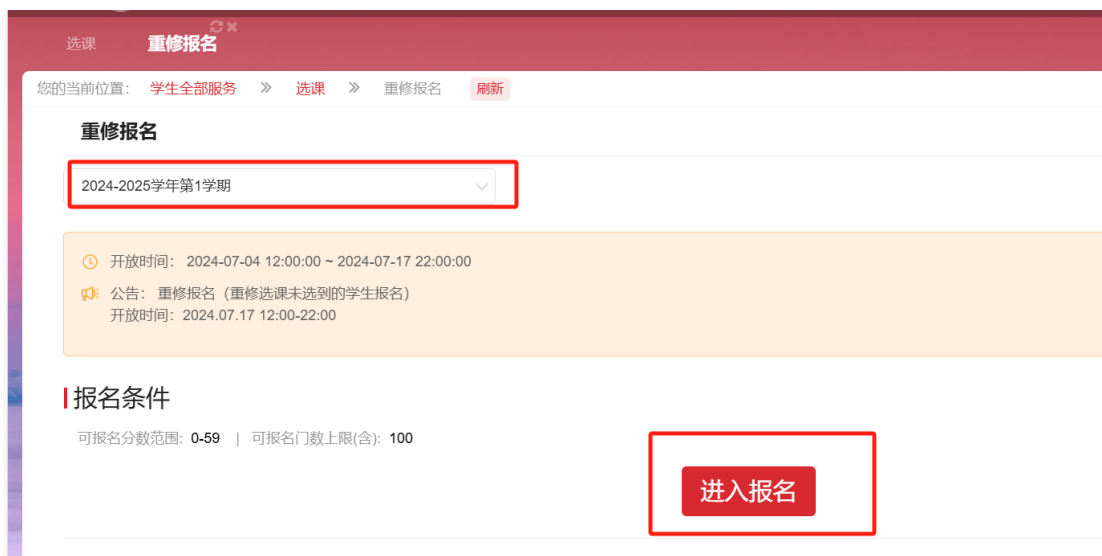 选课 重修报名
您的当前位置： 学生全部服务 》 选课 》 重修报名 刷新
重修报名
2024-2025学年第1学期
开放时间： 2024-07-04 12:00:00 ~ 2024-07-17 22:00:00
公告： 重修报名（重修选课未选到的学生报名）
开放时间：2024.07.17 12:00-22:00
报名条件
可报名分数范围: 0-59 | 可报名门数上限(含): 100
进入报名